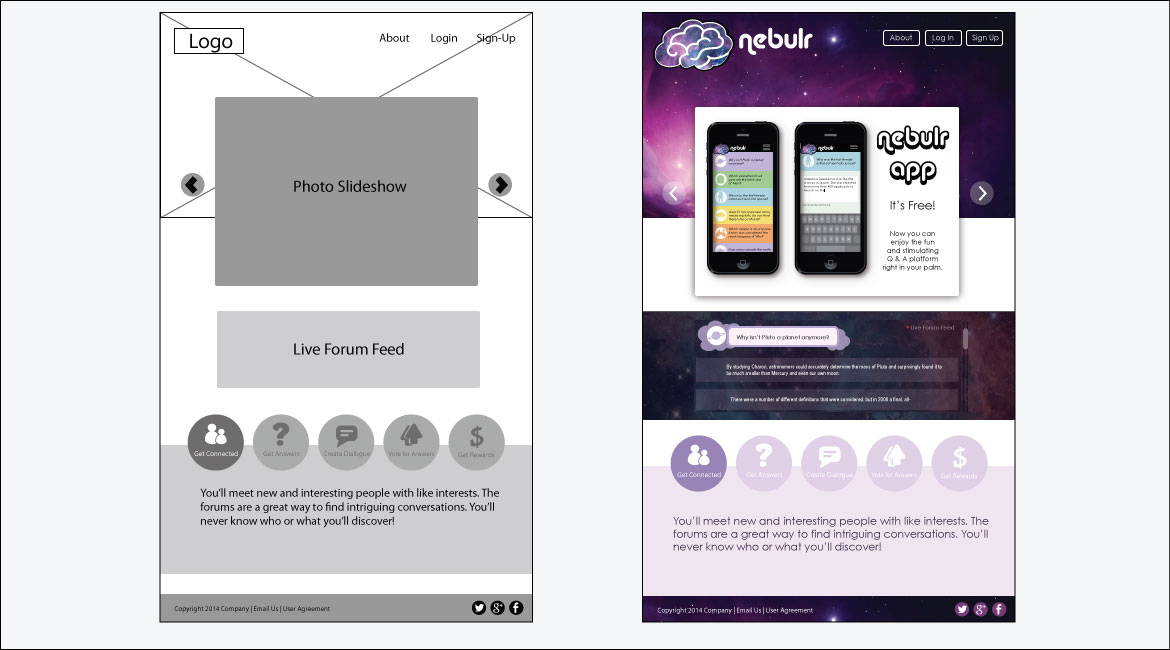 Logo
About
Login
Sign-Up
Photo Slideshow
Live Forum Feed
Get Connected
Get Answers
Create Dialogue
Vote for Answers
Get Rewards
You'll meet new and interesting people with like interests. The
forums are a great way to find intriguing conversations. You'll
never know who or what you'll discover!
Copyright 2014 Company | Email Us | User Agreement
nebulr
About
Log In
Sign Up
nebulr
nebulr
nebulr
app
It's Free!
Now you can
enjoy the fun
and stimulating
Q & A platform
right in your palm.
Why isn't Pluto a planet anymore?
Live Forum Feed
By studying Charon, astronomers could accurately determine the mass of Pluto and surprisingly found it to
be much smaller than Mercury and even our own moon.
There were a number of different definitions that were considered, but in 2006 a final, all-
Get Connected
Get Answers
Create Dialogue
Vote for Answers
Get Rewards
You'll meet new and interesting people with like interests. The
forums are a great way to find intriguing conversations. You'll
never know who or what you'll discover!
Copyright 2014 Company | Email Us | User Agreement